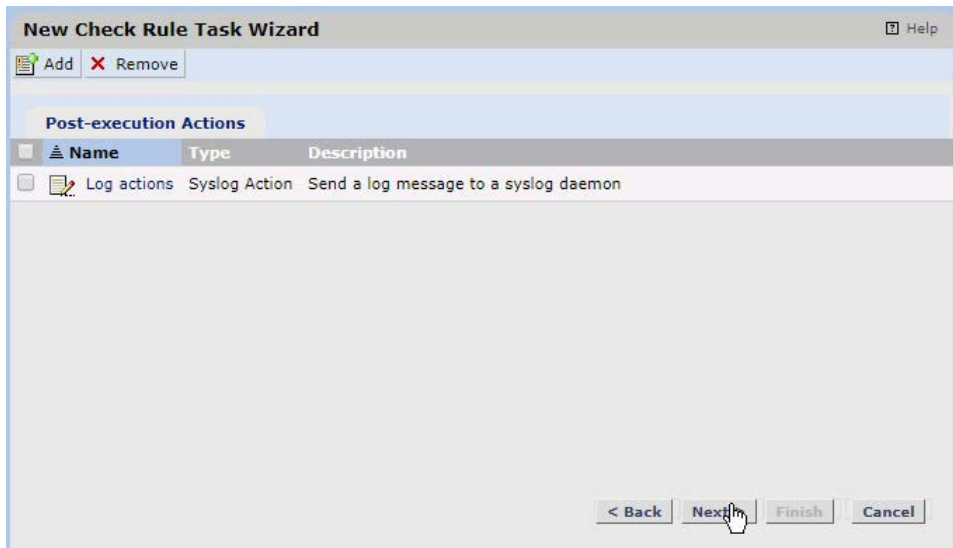 New Check Rule Task Wizard
? Help
Add Remove
Post-execution Actions
Name Type Description
Log actions Syslog Action Send a log message to a syslog daemon
< Back Next Finish Cancel